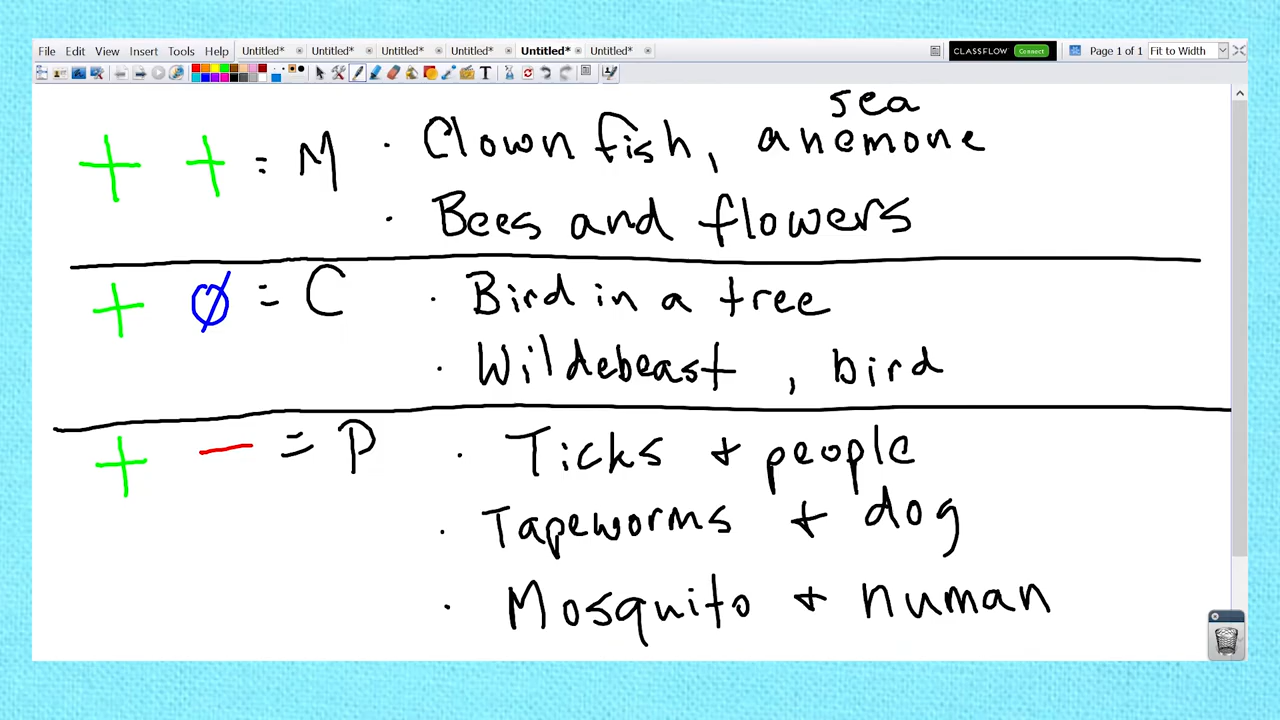 File Edit View Insert Tools Help Untitled* Untitled* Untitled* Untitled* Untitled* Untitled* CLASSFLOW Connect Page 1 of 1 Fit to Width
sea
+ + = M · Clown fish, anemone
· Bees and flowers
+ ∅ = C · Bird in a tree
· Wildebeast , bird
+ − = P · Ticks + people
· Tapeworms + dog
· Mosquito + human